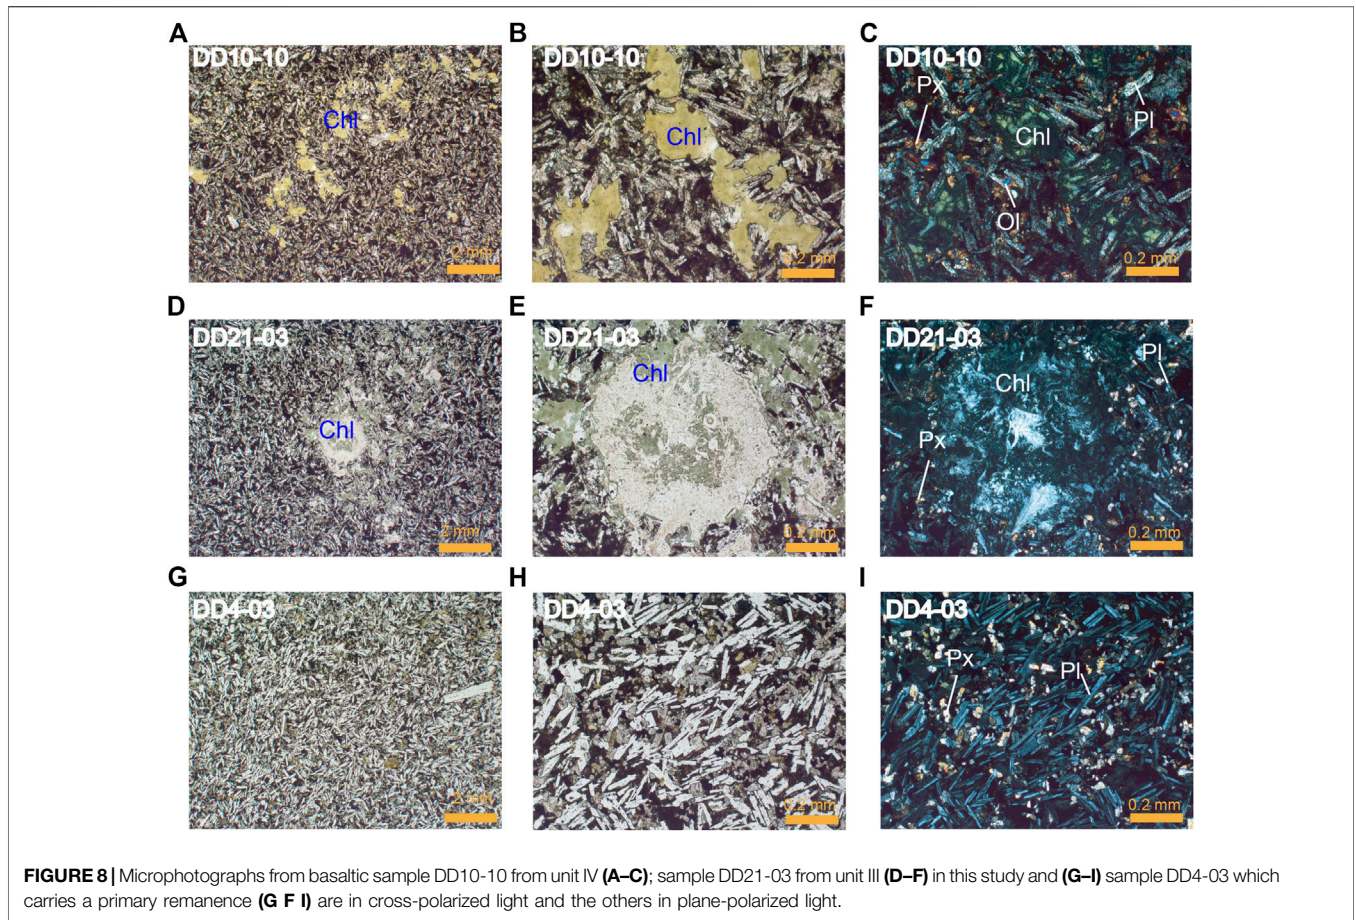 A
B
C
DD10-10
DD10-10
DD10-10
Chl
Chl
Px
Pl
Chl
Ol
2 mm
0.2 mm
0.2 mm
D
E
F
DD21-03
DD21-03
DD21-03
Chl
Chl
Chl
Pl
Px
2 mm
0.2 mm
0.2 mm
G
H
I
DD4-03
DD4-03
DD4-03
Px
Pl
2 mm
0.2 mm
0.2 mm
FIGURE 8 | Microphotographs from basaltic sample DD10-10 from unit IV (A–C); sample DD21-03 from unit III (D–F) in this study and (G–I) sample DD4-03 which
carries a primary remanence (G F I) are in cross-polarized light and the others in plane-polarized light.